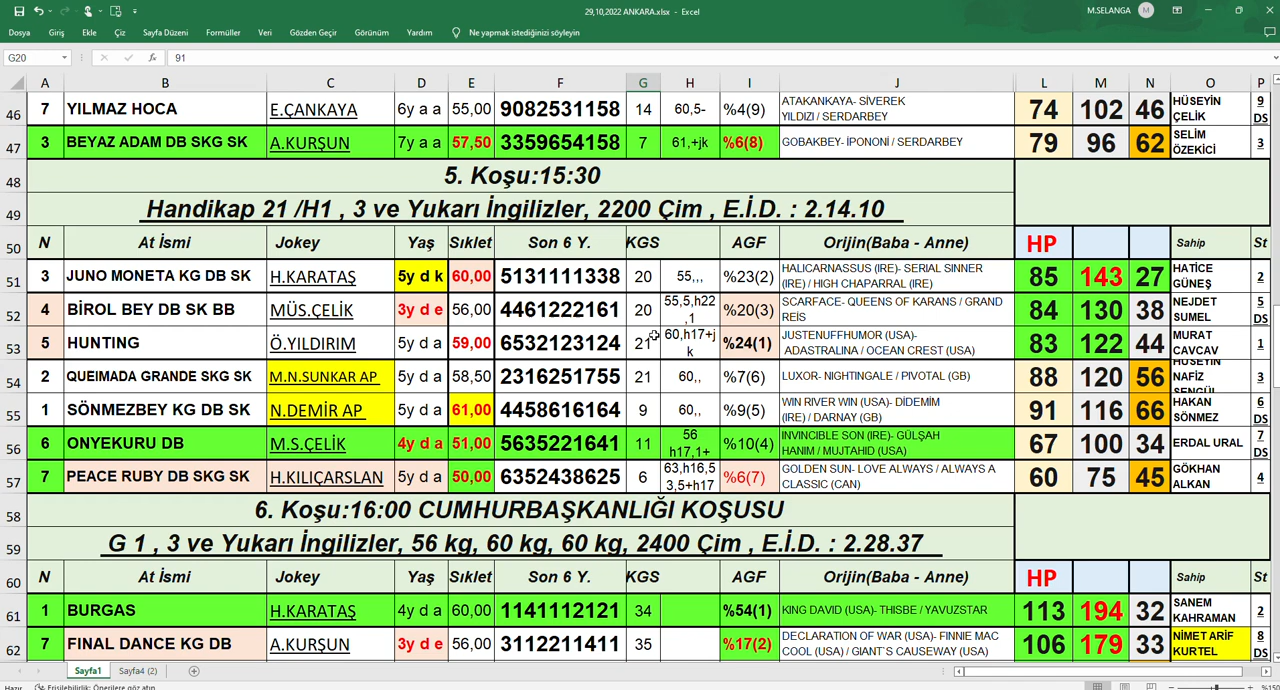 29,10,2022 ANKARA.xlsx - Excel
M.SELANGA M
Dosya Giriş Ekle Çiz Sayfa Düzeni Formüller Veri Gözden Geçir Görünüm Yardım Ne yapmak istediğinizi söyleyin
G20 fx 91
A B C D E F G H I J L M N O P
46 7 YILMAZ HOCA E.ÇANKAYA 6y a a 55,00 9082531158 14 60,5- %4(9) ATAKANKAYA- SİVEREK YILDIZI / SERDARBEY 74 102 46 HÜSEYİN ÇELİK 9 DS
47 3 BEYAZ ADAM DB SKG SK A.KURŞUN 7y a a 57,50 3359654158 7 61,+jk %6(8) GOBAKBEY- İPONONİ / SERDARBEY 79 96 62 SELİM ÖZEKİCİ 3
48 5. Koşu:15:30
49 Handikap 21 /H1 , 3 ve Yukarı İngilizler, 2200 Çim , E.İ.D. : 2.14.10
50 N At İsmi Jokey Yaş Sıklet Son 6 Y. KGS AGF Orijin(Baba - Anne) HP Sahip St
51 3 JUNO MONETA KG DB SK H.KARATAŞ 5y d k 60,00 5131111338 20 55,,, %23(2) HALICARNASSUS (IRE)- SERIAL SINNER (IRE) / HIGH CHAPARRAL (IRE) 85 143 27 HATİCE GÜNEŞ 2
52 4 BİROL BEY DB SK BB MÜS.ÇELİK 3y d e 56,00 4461222161 20 55,5,h22,1 %20(3) SCARFACE- QUEENS OF KARANS / GRAND REİS 84 130 38 NEJDET SUMEL 5 DS
53 5 HUNTING Ö.YILDIRIM 5y d a 59,00 6532123124 21 60,h17+jk %24(1) JUSTENUFFHUMOR (USA)- ADASTRALINA / OCEAN CREST (USA) 83 122 44 MURAT CAVCAV 1
54 2 QUEIMADA GRANDE SKG SK M.N.SUNKAR AP 5y d a 58,50 2316251755 21 60,, %7(6) LUXOR- NIGHTINGALE / PIVOTAL (GB) 88 120 56 HÜSEYİN NAFİZ ŞENGÜL 3
55 1 SÖNMEZBEY KG DB SK N.DEMİR AP 5y d a 61,00 4458616164 9 60,, %9(5) WIN RIVER WIN (USA)- DİDEMİM (IRE) / DARNAY (GB) 91 116 66 HAKAN SÖNMEZ 6 DS
56 6 ONYEKURU DB M.S.ÇELİK 4y d a 51,00 5635221641 11 56 h17,1+ %10(4) INVINCIBLE SON (IRE)- GÜLŞAH HANIM / MUJTAHID (USA) 67 100 34 ERDAL URAL 7 DS
57 7 PEACE RUBY DB SKG SK H.KILIÇARSLAN 5y d a 50,00 6352438625 6 63,h16,5 3,5+h17 %6(7) GOLDEN SUN- LOVE ALWAYS / ALWAYS A CLASSIC (CAN) 60 75 45 GÖKHAN ALKAN 4
58 6. Koşu:16:00 CUMHURBAŞKANLIĞI KOŞUSU
59 G 1 , 3 ve Yukarı İngilizler, 56 kg, 60 kg, 60 kg, 2400 Çim , E.İ.D. : 2.28.37
60 N At İsmi Jokey Yaş Sıklet Son 6 Y. KGS AGF Orijin(Baba - Anne) HP Sahip St
61 1 BURGAS H.KARATAŞ 4y d a 60,00 1141112121 34 %54(1) KING DAVID (USA)- THISBE / YAVUZSTAR 113 194 32 SANEM KAHRAMAN 2
62 7 FINAL DANCE KG DB A.KURŞUN 3y d e 56,00 3112211411 35 %17(2) DECLARATION OF WAR (USA)- FINNIE MAC COOL (USA) / GIANT`S CAUSEWAY (USA) 106 179 33 NİMET ARİF KURTEL 8 DS
Sayfa1 Sayfa4 (2)
Hazır Erişilebilirlik: Önerilere göz atın %150